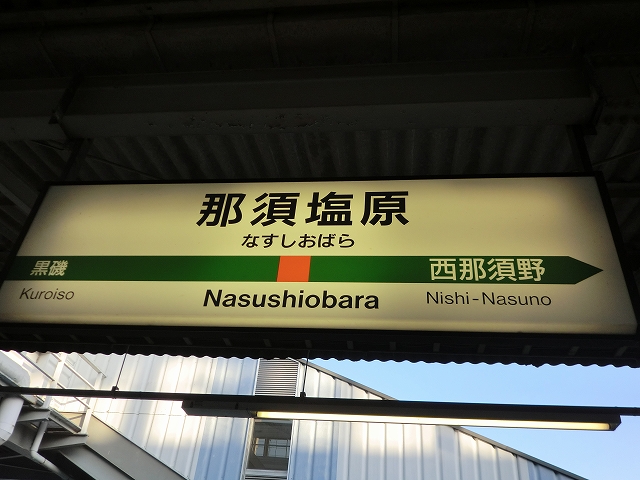 那須塩原
なすしおばら
黒磯
西那須野
Kuroiso
Nasushiobara
Nishi-Nasuno